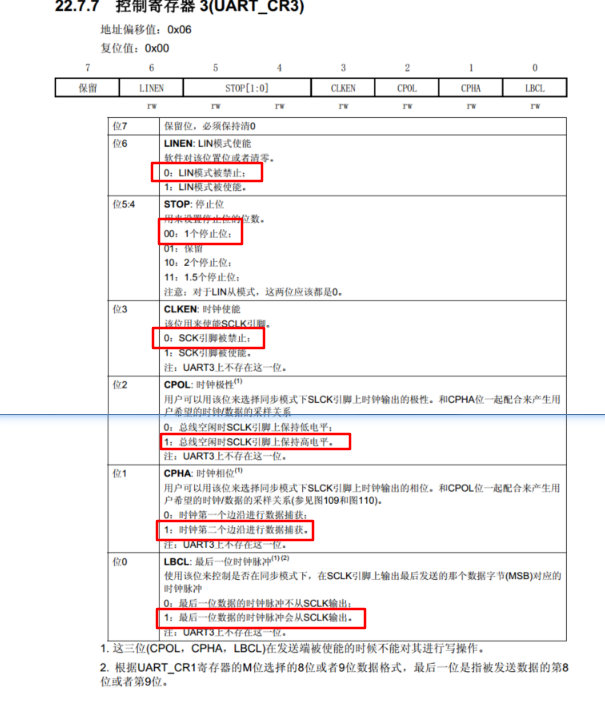 22.7.7 控制寄存器 3(UART_CR3)
地址偏移值：0x06
复位值：0x00
7 6 5 4 3 2 1 0
保留 LINEN STOP[1:0] CLKEN CPOL CPHA LBCL
rw rw rw rw rw rw rw
位7 保留位，必须保持清0
位6 LINEN: LIN模式使能
软件对该位置位或者清零。
0：LIN模式被禁止；
1：LIN模式被使能。
位5:4 STOP: 停止位
用来设置停止位的位数。
00：1个停止位；
01：保留
10：2个停止位；
11：1.5个停止位；
注意：对于LIN从模式，这两位应该都是0。
位3 CLKEN: 时钟使能
该位用来使能SCLK引脚。
0：SCK引脚被禁止；
1：SCK引脚被使能。
注：UART3上不存在这一位。
位2 CPOL: 时钟极性(1)
用户可以用该位来选择同步模式下SLCK引脚上时钟输出的极性。和CPHA位一起配合来产生用
户希望的时钟/数据的采样关系
0：总线空闲时SCLK引脚上保持低电平；
1：总线空闲时SCLK引脚上保持高电平。
注：UART3上不存在这一位。
位1 CPHA: 时钟相位(1)
用户可以用该位来选择同步模式下SLCK引脚上时钟输出的相位。和CPOL位一起配合来产生用
户希望的时钟/数据的采样关系(参见图109和图110)。
0：时钟第一个边沿进行数据捕获；
1：时钟第二个边沿进行数据捕获。
注：UART3上不存在这一位。
位0 LBCL: 最后一位时钟脉冲(1)(2)
使用该位来控制是否在同步模式下，在SCLK引脚上输出最后发送的那个数据字节(MSB)对应的
时钟脉冲
0：最后一位数据的时钟脉冲不从SCLK输出；
1：最后一位数据的时钟脉冲会从SCLK输出。
注：UART3上不存在这一位。
1. 这三位(CPOL，CPHA，LBCL)在发送端被使能的时候不能对其进行写操作。
2. 根据UART_CR1寄存器的M位选择的8位或者9位数据格式，最后一位是指被发送数据的第8
位或者第9位。